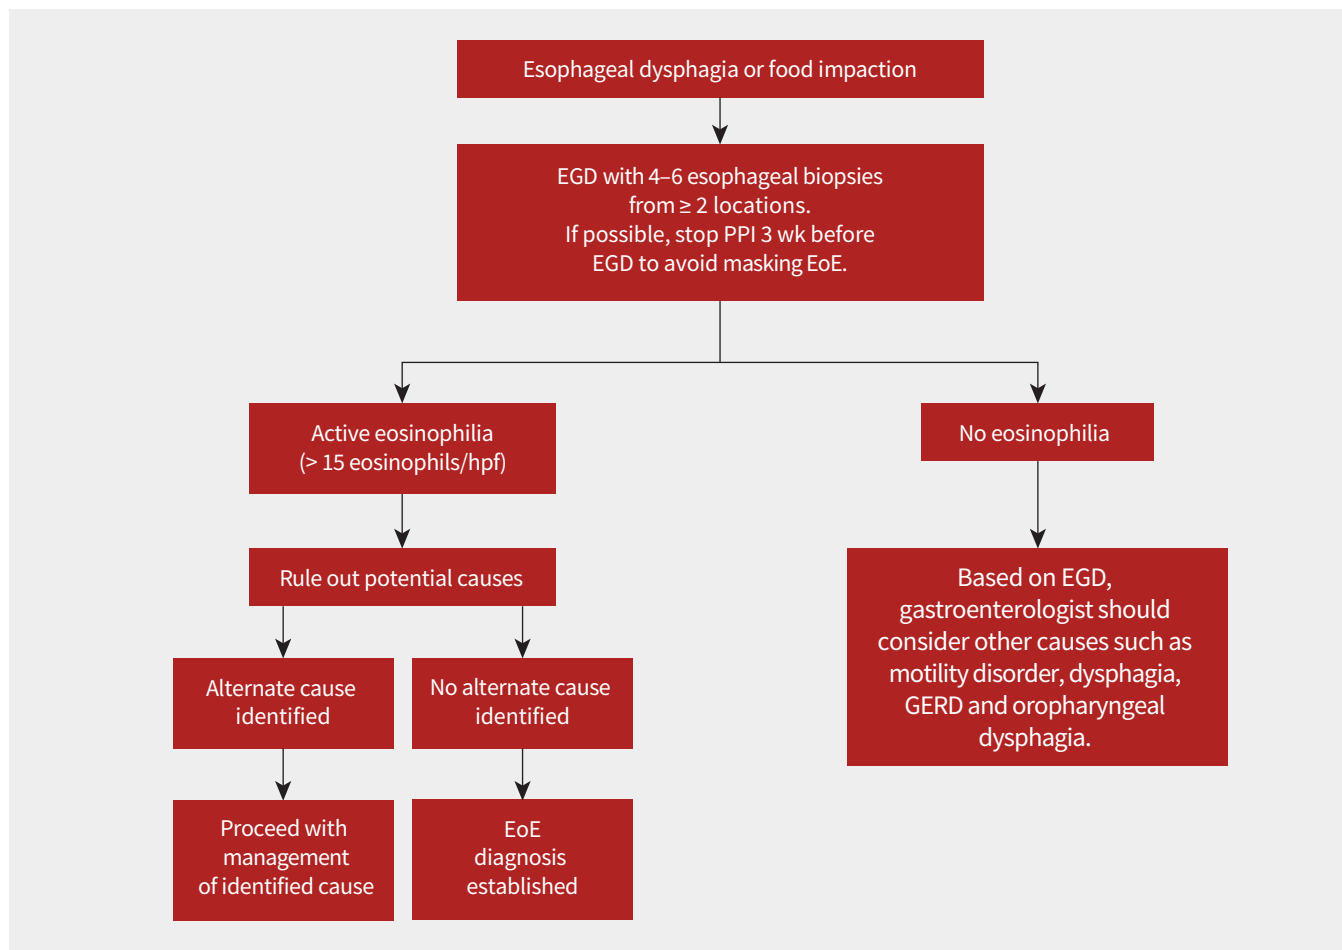 Esophageal dysphagia or food impaction
EGD with 4–6 esophageal biopsies
from ≥ 2 locations.
If possible, stop PPI 3 wk before
EGD to avoid masking EoE.
Active eosinophilia
(> 15 eosinophils/hpf)
No eosinophilia
Rule out potential causes
Based on EGD,
gastroenterologist should
consider other causes such as
motility disorder, dysphagia,
GERD and oropharyngeal
dysphagia.
Alternate cause
identified
No alternate cause
identified
Proceed with
management
of identified cause
EoE
diagnosis
established